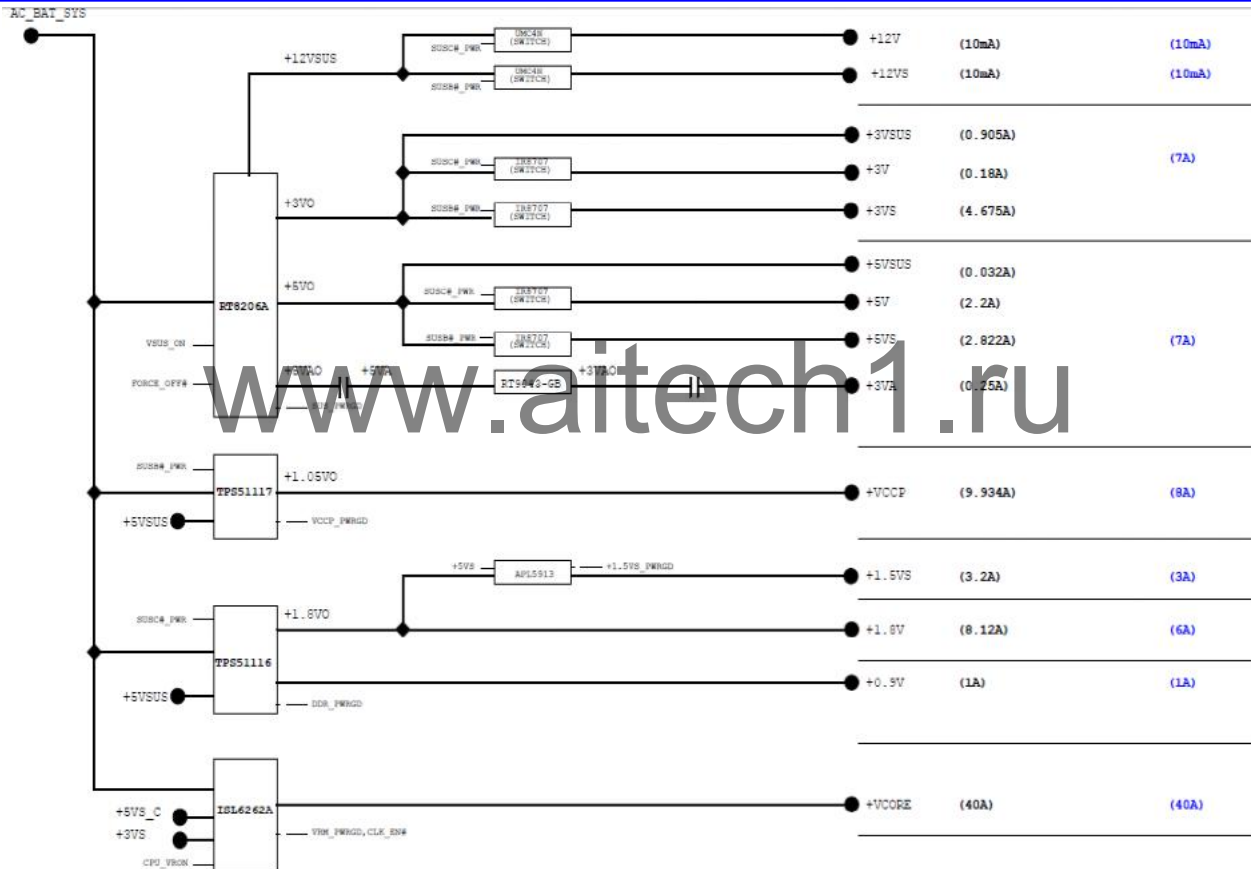 AC_BAT_SYS
+12VSUS
SUSC#_PWR
UMC4N
(SWITCH)
+12V
(10mA)
(10mA)
SUSB#_PWR
UMC4N
(SWITCH)
+12VS
(10mA)
(10mA)
+3VSUS
(0.905A)
(7A)
SUSC#_PWR
IR8707
(SWITCH)
+3V
(0.18A)
+3VO
SUSB#_PWR
IR8707
(SWITCH)
+3VS
(4.675A)
+5VSUS
(0.032A)
RT8206A
+5VO
SUSC#_PWR
IR8707
(SWITCH)
+5V
(2.2A)
VSUS_ON
SUSB#_PWR
IR8707
(SWITCH)
+5VS
(2.822A)
(7A)
FORCE_OFF#
+5VA
+3VAO
+3VA
(0.25A)
SUS_PWRGD
www.aitech1.ru
SUSB#_PWR
TPS51117
+1.05VO
+VCCP
(9.934A)
(8A)
+5VSUS
VCCP_PWRGD
+5VS
APL5913
+1.5VS_PWRGD
+1.5VS
(3.2A)
(3A)
SUSC#_PWR
+1.8VO
+1.8V
(8.12A)
(6A)
TPS51116
+5VSUS
+0.9V
(1A)
(1A)
DDR_PWRGD
+5VS_C
ISL6262A
+VCORE
(40A)
(40A)
+3VS
VRM_PWRGD,CLK_EN#
CPU_VRON